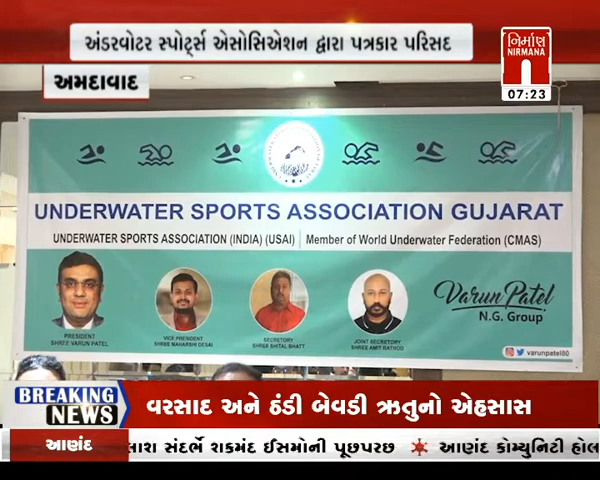 અંડરવોટર સ્પોર્ટ્સ એસોસિએશન દ્વારા પત્રકાર પરિસદ
અમદાવાદ
નિર્માણ
NIRMANA
07:23
UNDERWATER SPORTS ASSOCIATION GUJARAT
UNDERWATER SPORTS ASSOCIATION (INDIA) (USAI) | Member of World Underwater Federation (CMAS)
PRESIDENT
SHREE VARUN PATEL
VICE PRESIDENT
SHREE MAHARSHI DESAI
SECRETORY
SHREE SHITAL BHATT
JOINT SECRETORY
SHREE AMIT RATHOD
Varun Patel
N.G. Group
varunpatel80
BREAKING NEWS
વરસાદ અને ઠંડી બેવડી ઋતુનો એહસાસ
આણંદ
લાશ સંદર્ભે શકમંદ ઈસમોની પૂછપરછ આણંદ કોમ્યુનિટી હોલ